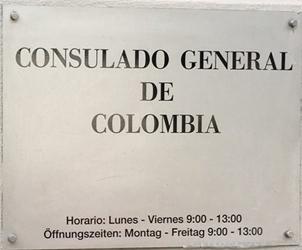 CONSULADO GENERAL
DE
COLOMBIA
Horario: Lunes - Viernes 9:00 - 13:00
Öffnungszeiten: Montag - Freitag 9:00 - 13:00